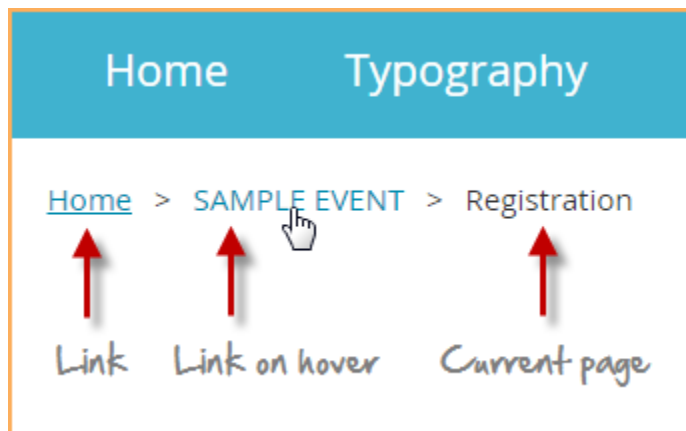 Home Typography
Home > SAMPLE EVENT > Registration
Link Link on hover Current page